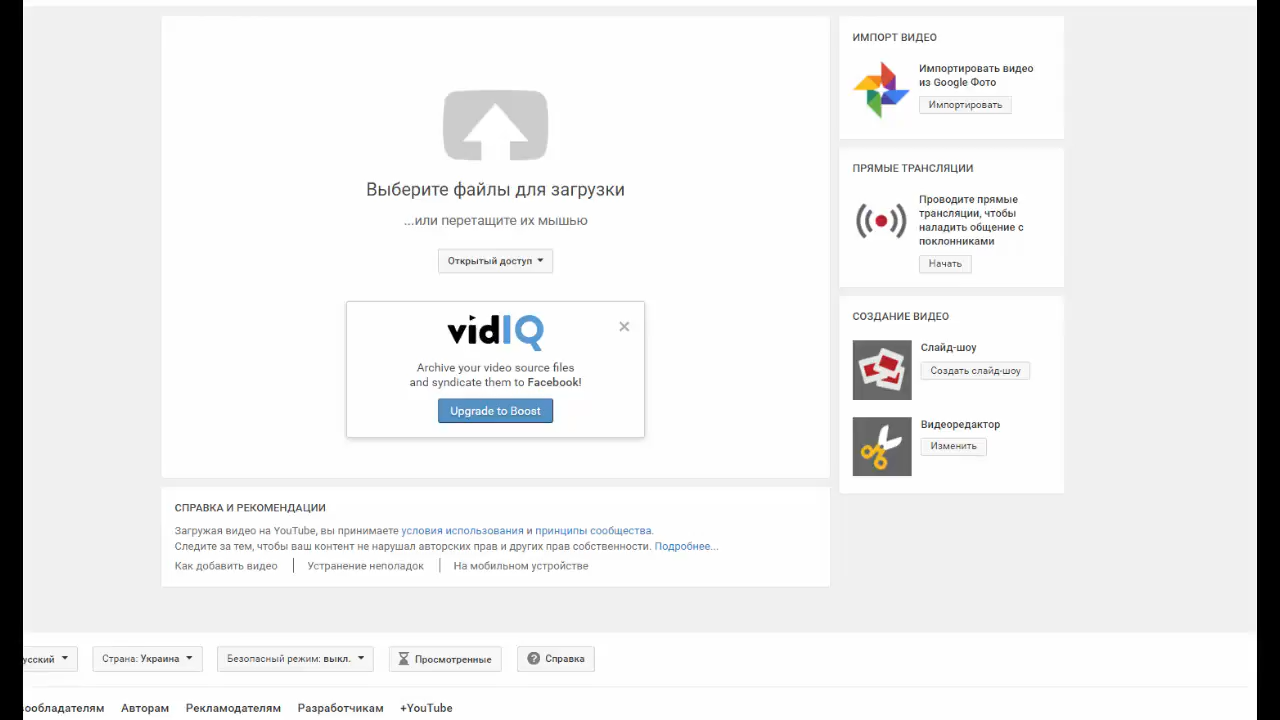 Выберите файлы для загрузки
...или перетащите их мышью
Открытый доступ
vidIQ
Archive your video source files
and syndicate them to Facebook!
Upgrade to Boost
ИМПОРТ ВИДЕО
Импортировать видео
из Google Фото
Импортировать
ПРЯМЫЕ ТРАНСЛЯЦИИ
Проводите прямые
трансляции, чтобы
наладить общение с
поклонниками
Начать
СОЗДАНИЕ ВИДЕО
Слайд-шоу
Создать слайд-шоу
Видеоредактор
Изменить
СПРАВКА И РЕКОМЕНДАЦИИ
Загружая видео на YouTube, вы принимаете условия использования и принципы сообщества.
Следите за тем, чтобы ваш контент не нарушал авторских прав и других прав собственности. Подробнее...
Как добавить видео
Устранение неполадок
На мобильном устройстве
усский
Страна: Украина
Безопасный режим: выкл.
Просмотренные
Справка
вообладателям Авторам Рекламодателям Разработчикам +YouTube